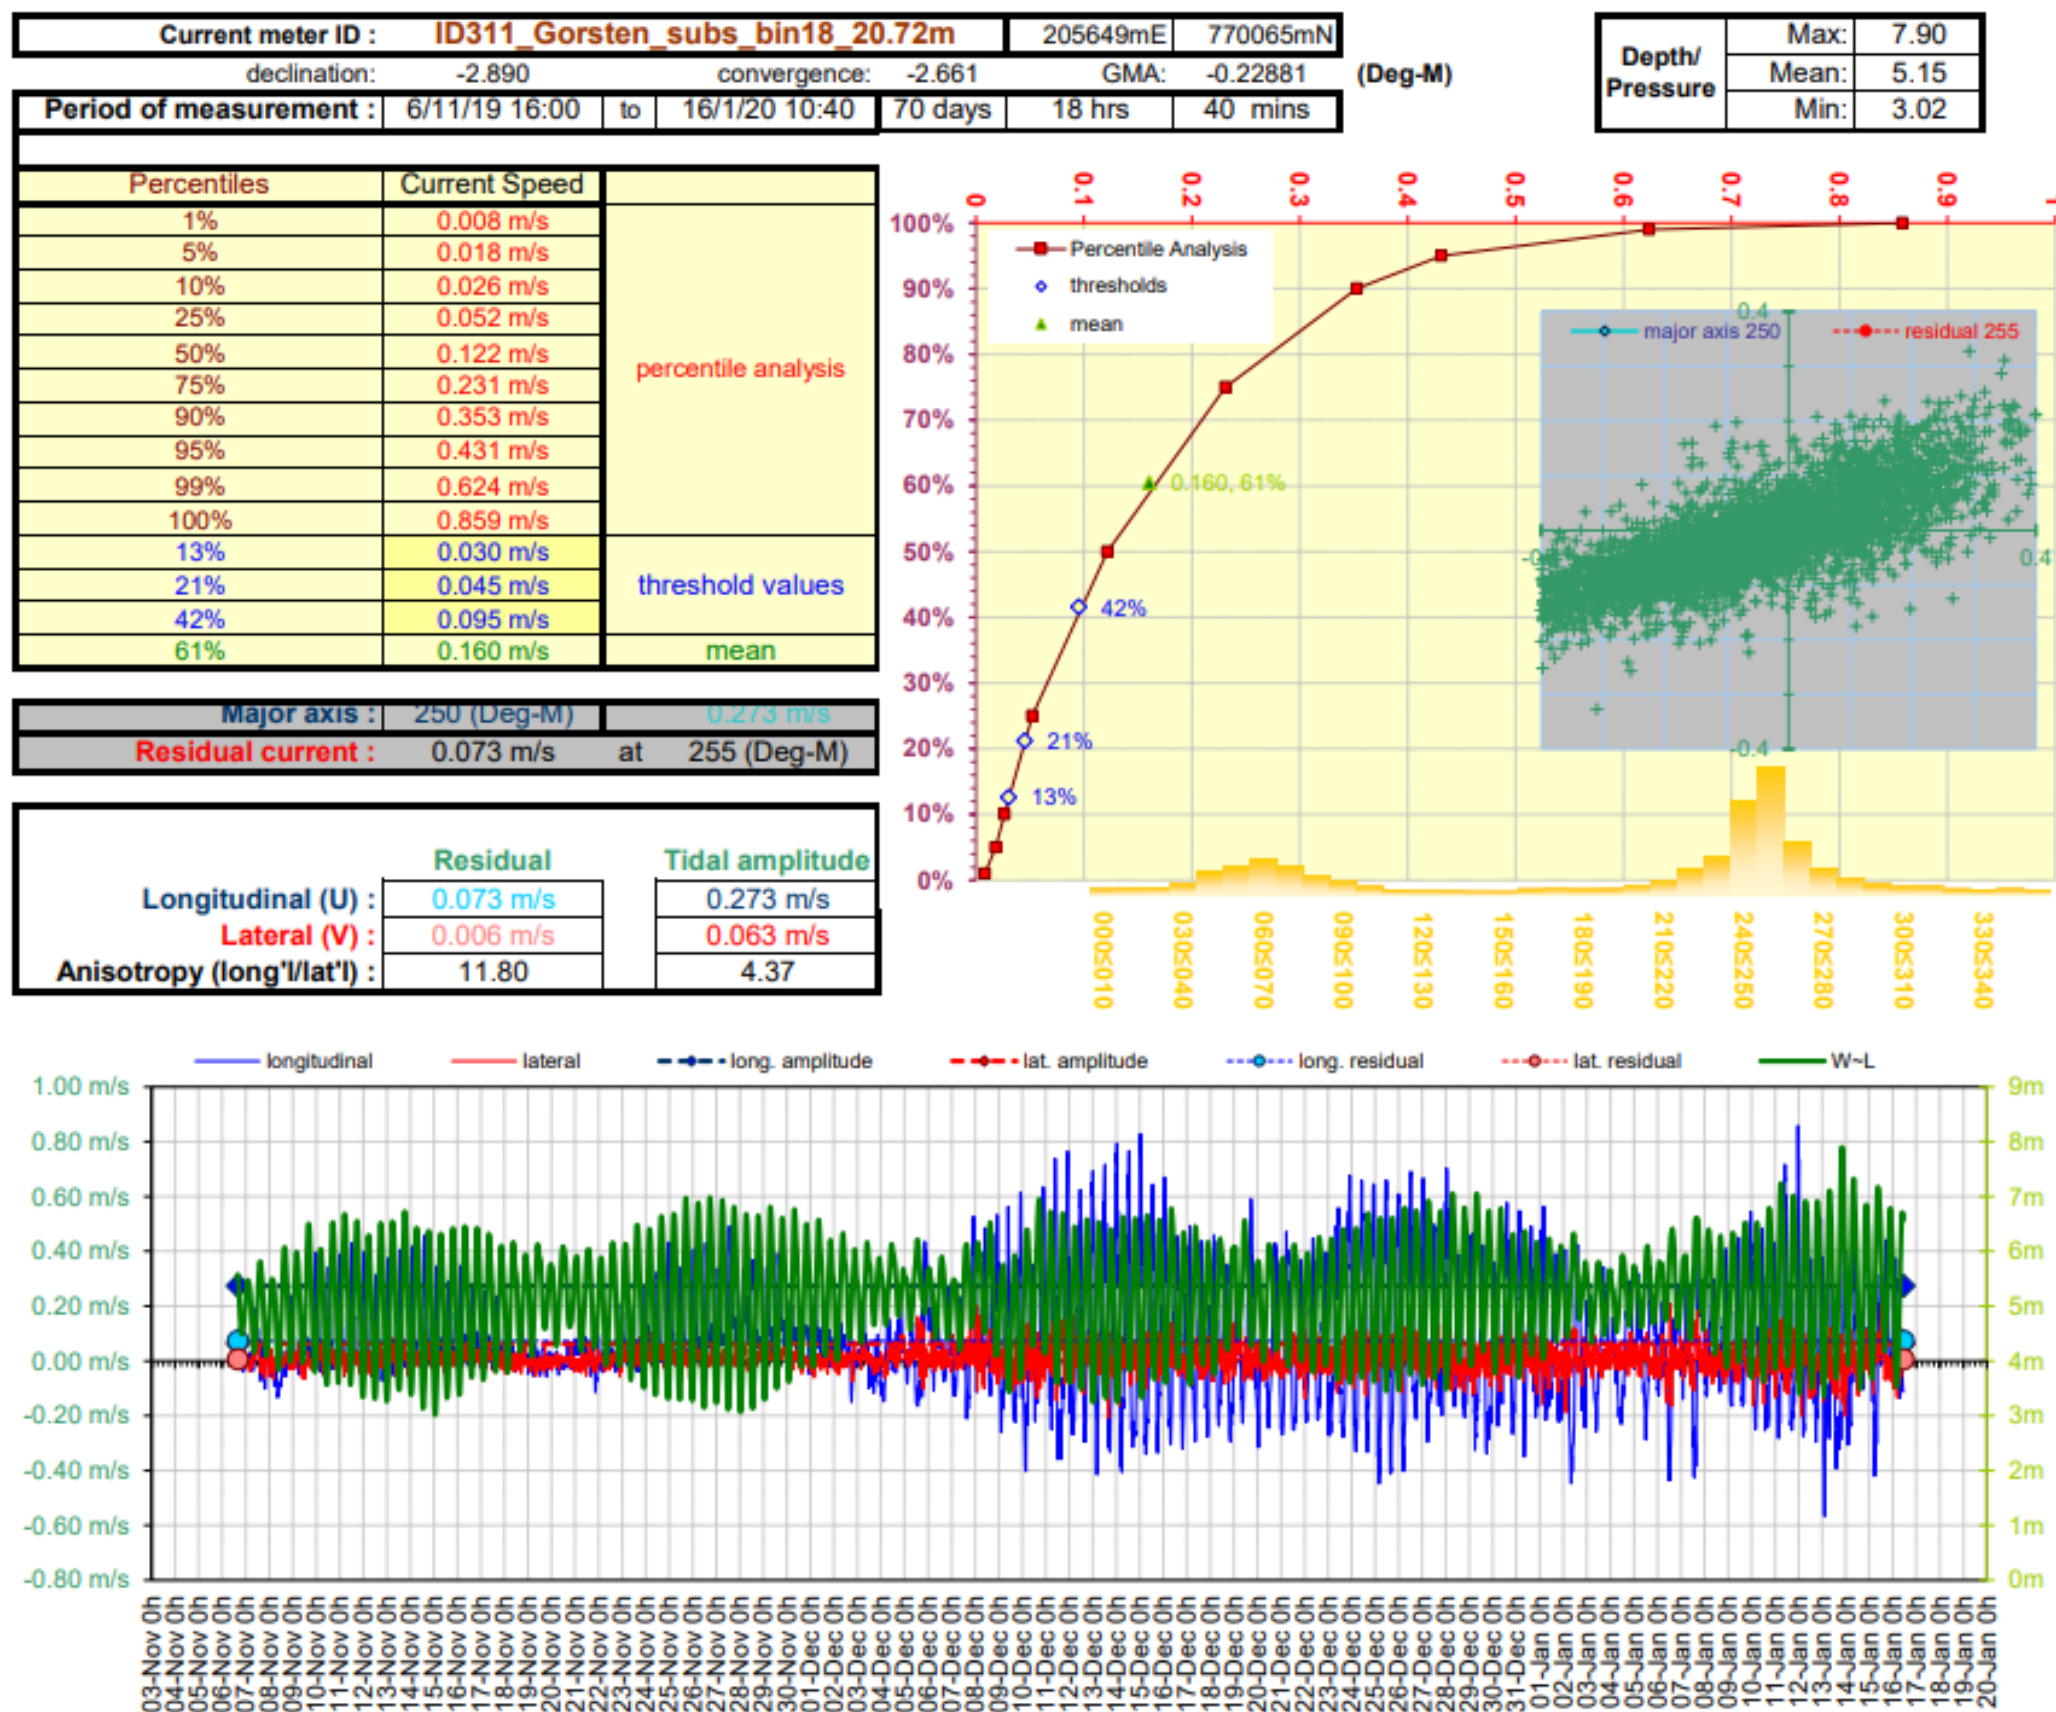 Current meter ID : ID311_Gorsten_subs_bin18_20.72m 205649mE 770065mN
declination: -2.890 convergence: -2.661 GMA: -0.22881 (Deg-M)
Period of measurement : 6/11/19 16:00 to 16/1/20 10:40 70 days 18 hrs 40 mins
Depth/ Pressure
Max: 7.90
Mean: 5.15
Min: 3.02
Percentiles Current Speed
1% 0.008 m/s
5% 0.018 m/s
10% 0.026 m/s
25% 0.052 m/s
50% 0.122 m/s
75% 0.231 m/s
90% 0.353 m/s
95% 0.431 m/s
99% 0.624 m/s
100% 0.859 m/s
percentile analysis
13% 0.030 m/s
21% 0.045 m/s
42% 0.095 m/s
threshold values
61% 0.160 m/s mean
Major axis : 250 (Deg-M) 0.273 m/s
Residual current : 0.073 m/s at 255 (Deg-M)
Residual Tidal amplitude
Longitudinal (U) : 0.073 m/s 0.273 m/s
Lateral (V) : 0.006 m/s 0.063 m/s
Anisotropy (long'l/lat'l) : 11.80 4.37
0 0.1 0.2 0.3 0.4 0.5 0.6 0.7 0.8 0.9 1
100%
90%
80%
70%
60%
50%
40%
30%
20%
10%
0%
Percentile Analysis
thresholds
mean
0.160, 61%
42%
21%
13%
0.4
major axis 250 residual 255
0.4
-0.4
000≤010 030≤040 060≤070 090≤100 120≤130 150≤160 180≤190 210≤220 240≤250 270≤280 300≤310 330≤340
longitudinal lateral long. amplitude lat. amplitude long. residual lat. residual W~L
1.00 m/s
0.80 m/s
0.60 m/s
0.40 m/s
0.20 m/s
0.00 m/s
-0.20 m/s
-0.40 m/s
-0.60 m/s
-0.80 m/s
9m
8m
7m
6m
5m
4m
3m
2m
1m
0m
03-Nov 0h
04-Nov 0h
05-Nov 0h
06-Nov 0h
07-Nov 0h
08-Nov 0h
09-Nov 0h
10-Nov 0h
11-Nov 0h
12-Nov 0h
13-Nov 0h
14-Nov 0h
15-Nov 0h
16-Nov 0h
17-Nov 0h
18-Nov 0h
19-Nov 0h
20-Nov 0h
21-Nov 0h
22-Nov 0h
23-Nov 0h
24-Nov 0h
25-Nov 0h
26-Nov 0h
27-Nov 0h
28-Nov 0h
29-Nov 0h
30-Nov 0h
01-Dec 0h
02-Dec 0h
03-Dec 0h
04-Dec 0h
05-Dec 0h
06-Dec 0h
07-Dec 0h
08-Dec 0h
09-Dec 0h
10-Dec 0h
11-Dec 0h
12-Dec 0h
13-Dec 0h
14-Dec 0h
15-Dec 0h
16-Dec 0h
17-Dec 0h
18-Dec 0h
19-Dec 0h
20-Dec 0h
21-Dec 0h
22-Dec 0h
23-Dec 0h
24-Dec 0h
25-Dec 0h
26-Dec 0h
27-Dec 0h
28-Dec 0h
29-Dec 0h
30-Dec 0h
31-Dec 0h
01-Jan 0h
02-Jan 0h
03-Jan 0h
04-Jan 0h
05-Jan 0h
06-Jan 0h
07-Jan 0h
08-Jan 0h
09-Jan 0h
10-Jan 0h
11-Jan 0h
12-Jan 0h
13-Jan 0h
14-Jan 0h
15-Jan 0h
16-Jan 0h
17-Jan 0h
18-Jan 0h
19-Jan 0h
20-Jan 0h